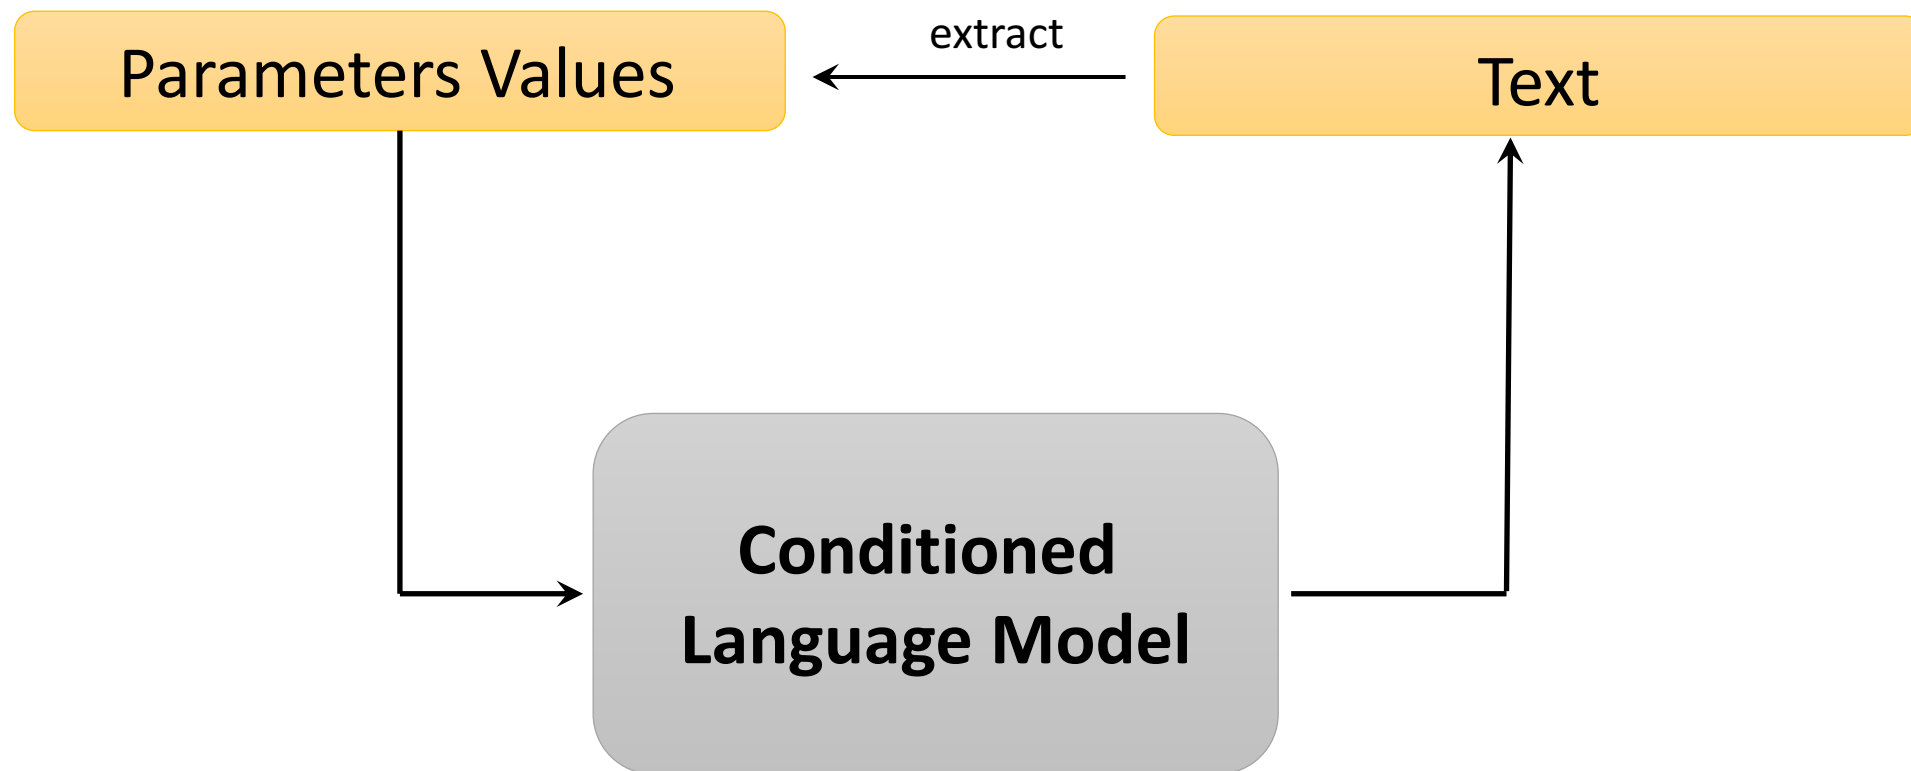 Parameters Values
extract
Text
Conditioned
Language Model